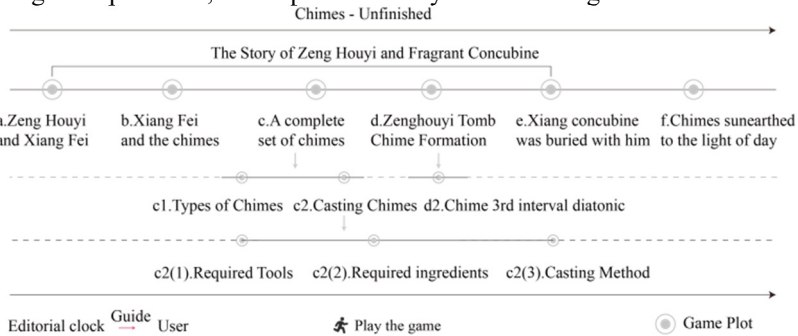 Chimes - Unfinished
The Story of Zeng Houyi and Fragrant Concubine
a.Zeng Houyi and Xiang Fei
b.Xiang Fei and the chimes
c.A complete set of chimes
d.Zenghouyi Tomb Chime Formation
e.Xiang concubine was buried with him
f.Chimes sunearthed to the light of day
c1.Types of Chimes c2.Casting Chimes d2.Chime 3rd interval diatonic
c2(1).Required Tools c2(2).Required ingredients c2(3).Casting Method
Editorial clock Guide User Play the game Game Plot